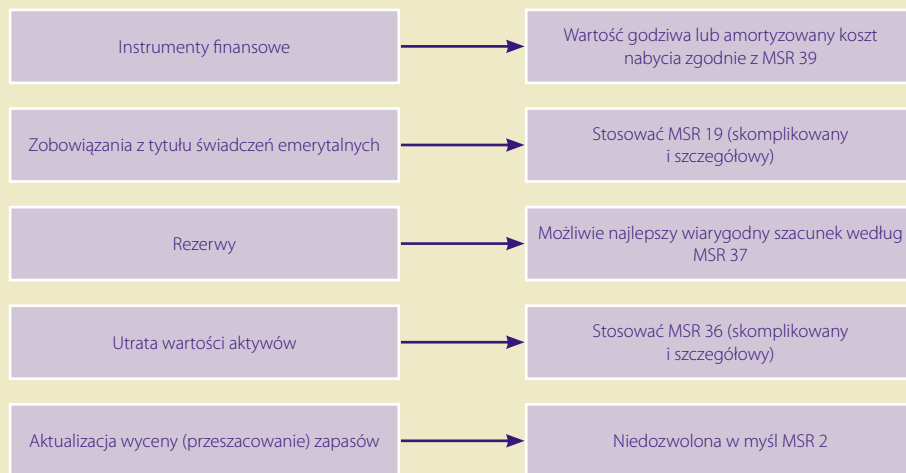 Instrumenty finansowe
Wartość godziwa lub amortyzowany koszt
nabycia zgodnie z MSR 39
Zobowiązania z tytułu świadczeń emerytalnych
Stosować MSR 19 (skomplikowany
i szczegółowy)
Rezerwy
Możliwie najlepszy wiarygodny szacunek według
MSR 37
Utrata wartości aktywów
Stosować MSR 36 (skomplikowany
i szczegółowy)
Aktualizacja wyceny (przeszacowanie) zapasów
Niedozwolona w myśl MSR 2